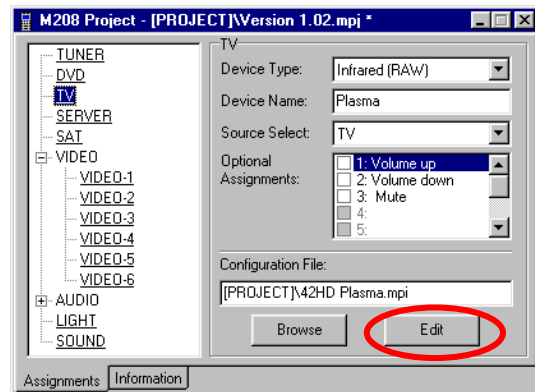 M208 Project - [PROJECT]\Version 1.02.mpj *
TUNER
DVD
TV
SERVER
SAT
VIDEO
VIDEO-1
VIDEO-2
VIDEO-3
VIDEO-4
VIDEO-5
VIDEO-6
AUDIO
LIGHT
SOUND
TV
Device Type: Infrared (RAW)
Device Name: Plasma
Source Select: TV
Optional Assignments:
1: Volume up
2: Volume down
3: Mute
4:
5:
Configuration File:
[PROJECT]\42HD Plasma.mpi
Browse Edit
Assignments Information